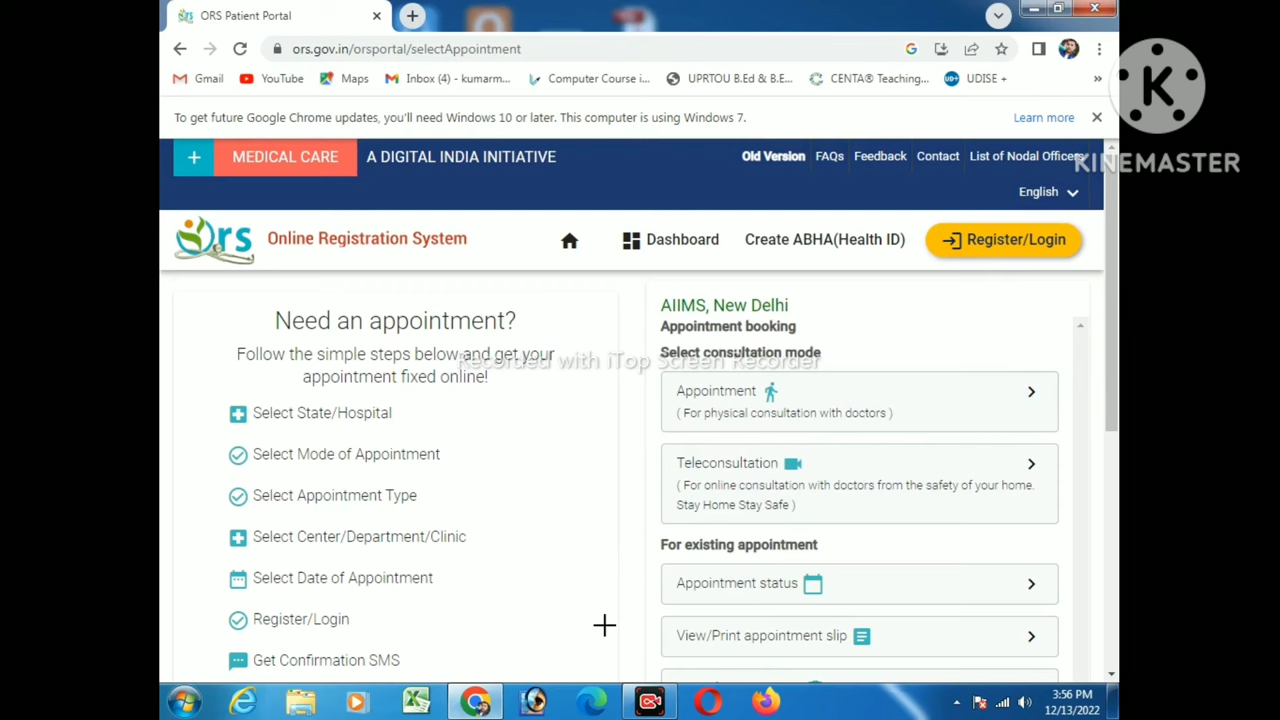 ORS Patient Portal
ors.gov.in/orsportal/selectAppointment
Gmail
YouTube
Maps
Inbox (4) - kumarm...
Computer Course i...
UPRTOU B.Ed & B.E...
CENTA® Teaching...
UDISE +
»
K
KINEMASTER
To get future Google Chrome updates, you'll need Windows 10 or later. This computer is using Windows 7.
Learn more
MEDICAL CARE
A DIGITAL INDIA INITIATIVE
Old Version
FAQs
Feedback
Contact
List of Nodal Officers
English
Ors
Online Registration System
Dashboard
Create ABHA(Health ID)
Register/Login
Need an appointment?
Follow the simple steps below and get your
appointment fixed online!
Select State/Hospital
Select Mode of Appointment
Select Appointment Type
Select Center/Department/Clinic
Select Date of Appointment
Register/Login
Get Confirmation SMS
Recorded with iTop Screen Recorder
AIIMS, New Delhi
Appointment booking
Select consultation mode
Appointment
( For physical consultation with doctors )
Teleconsultation
( For online consultation with doctors from the safety of your home.
Stay Home Stay Safe )
For existing appointment
Appointment status
View/Print appointment slip
3:56 PM
12/13/2022